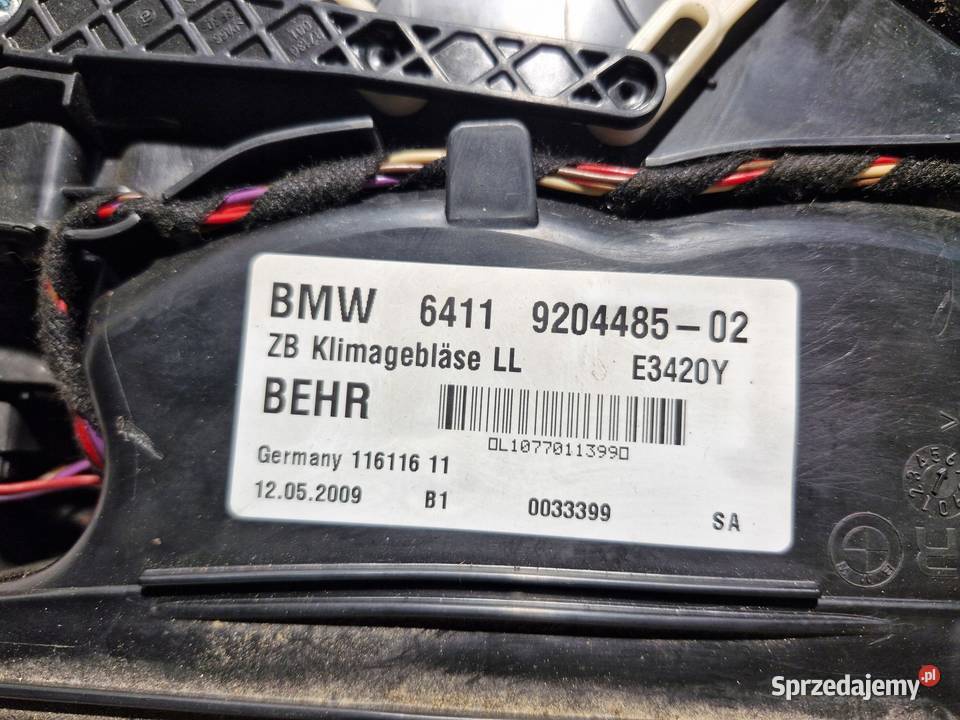 BMW 6411 9204485-02
ZB Klimagebläse LL E3420Y
BEHR
0L10770113990
Germany 116116 11
12.05.2009 B1 0033399 SA
Sprzedajemy.pl